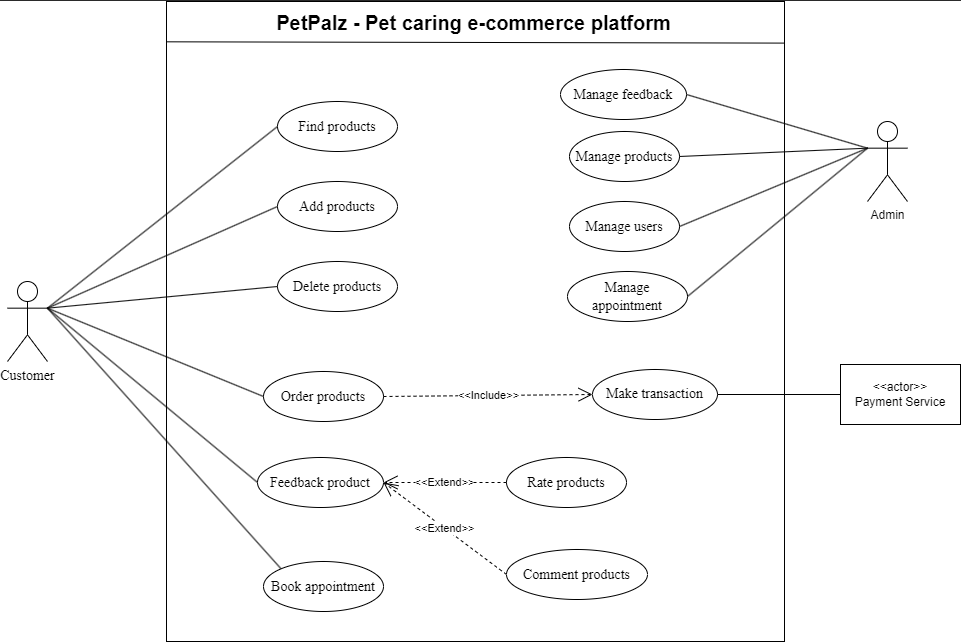 PetPalz - Pet caring e-commerce platform
Find products
Add products
Delete products
Order products
Feedback product
Book appointment
Manage feedback
Manage products
Manage users
Manage
appointment
<<Include>>
Make transaction
<<Extend>>
Rate products
<<Extend>>
Comment products
Customer
Admin
<<actor>>
Payment Service